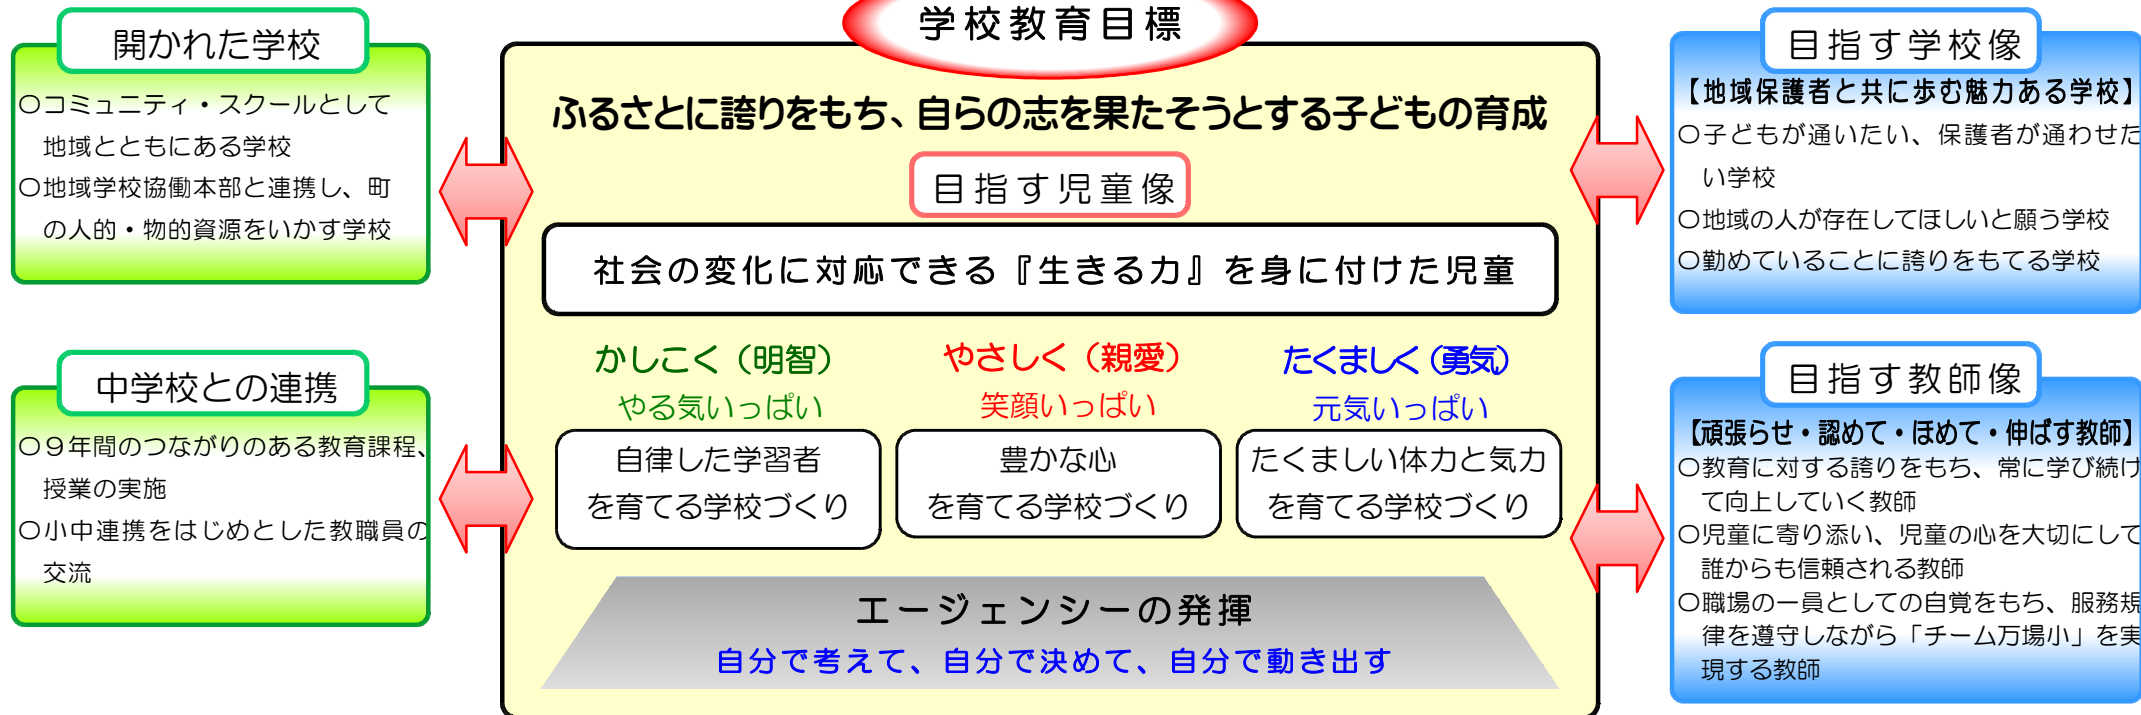 開かれた学校
〇コミュニティ・スクールとして
地域とともにある学校
〇地域学校協働本部と連携し、町
の人的・物的資源をいかす学校
中学校との連携
〇９年間のつながりのある教育課程、
授業の実施
〇小中連携をはじめとした教職員の
交流
学校教育目標
ふるさとに誇りをもち、自らの志を果たそうとする子どもの育成
目指す児童像
社会の変化に対応できる『生きる力』を身に付けた児童
かしこく（明智）
やる気いっぱい
自律した学習者
を育てる学校づくり
やさしく（親愛）
笑顔いっぱい
豊かな心
を育てる学校づくり
たくましく（勇気）
元気いっぱい
たくましい体力と気力
を育てる学校づくり
エージェンシーの発揮
自分で考えて、自分で決めて、自分で動き出す
目指す学校像
【地域保護者と共に歩む魅力ある学校】
〇子どもが通いたい、保護者が通わせた
い学校
〇地域の人が存在してほしいと願う学校
〇勤めていることに誇りをもてる学校
目指す教師像
【頑張らせ・認めて・ほめて・伸ばす教師】
〇教育に対する誇りをもち、常に学び続け
て向上していく教師
〇児童に寄り添い、児童の心を大切にして
誰からも信頼される教師
〇職場の一員としての自覚をもち、服務規
律を遵守しながら「チーム万場小」を実
現する教師